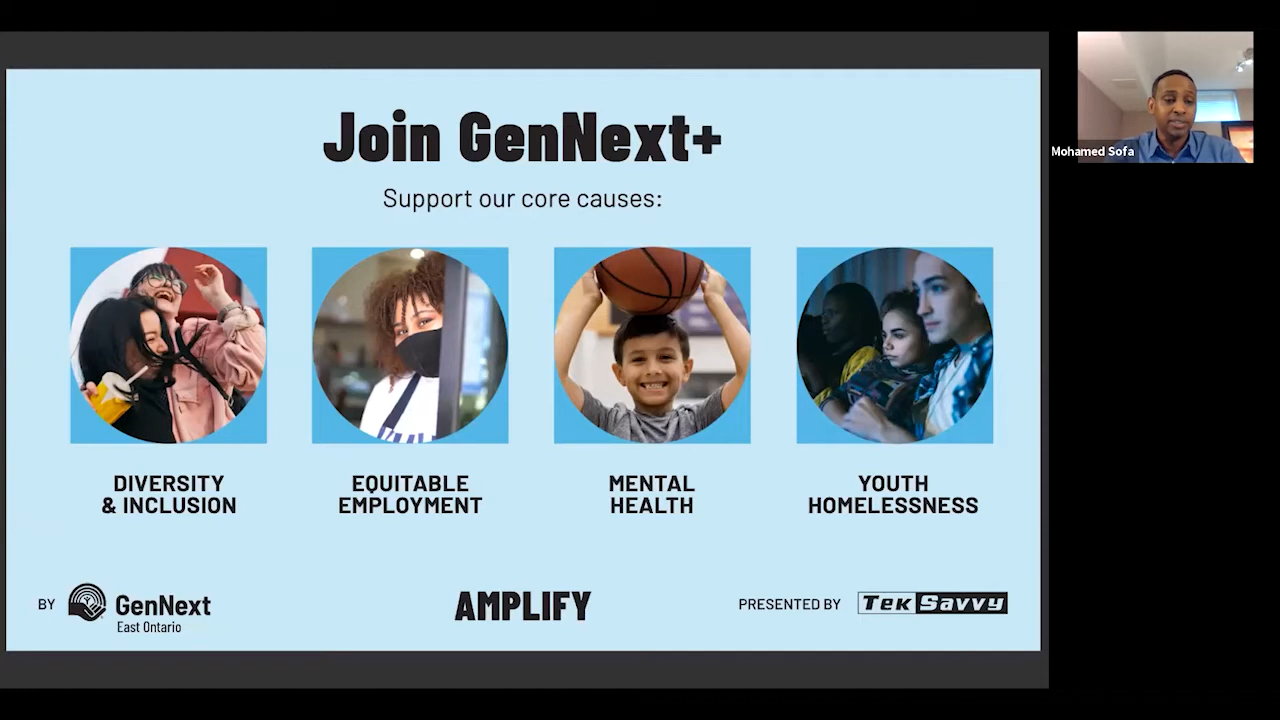 Join GenNext+
Support our core causes:
DIVERSITY
& INCLUSION
EQUITABLE
EMPLOYMENT
MENTAL
HEALTH
YOUTH
HOMELESSNESS
BY
GenNext
East Ontario
AMPLIFY
PRESENTED BY
TekSavvy
Mohamed Sofa